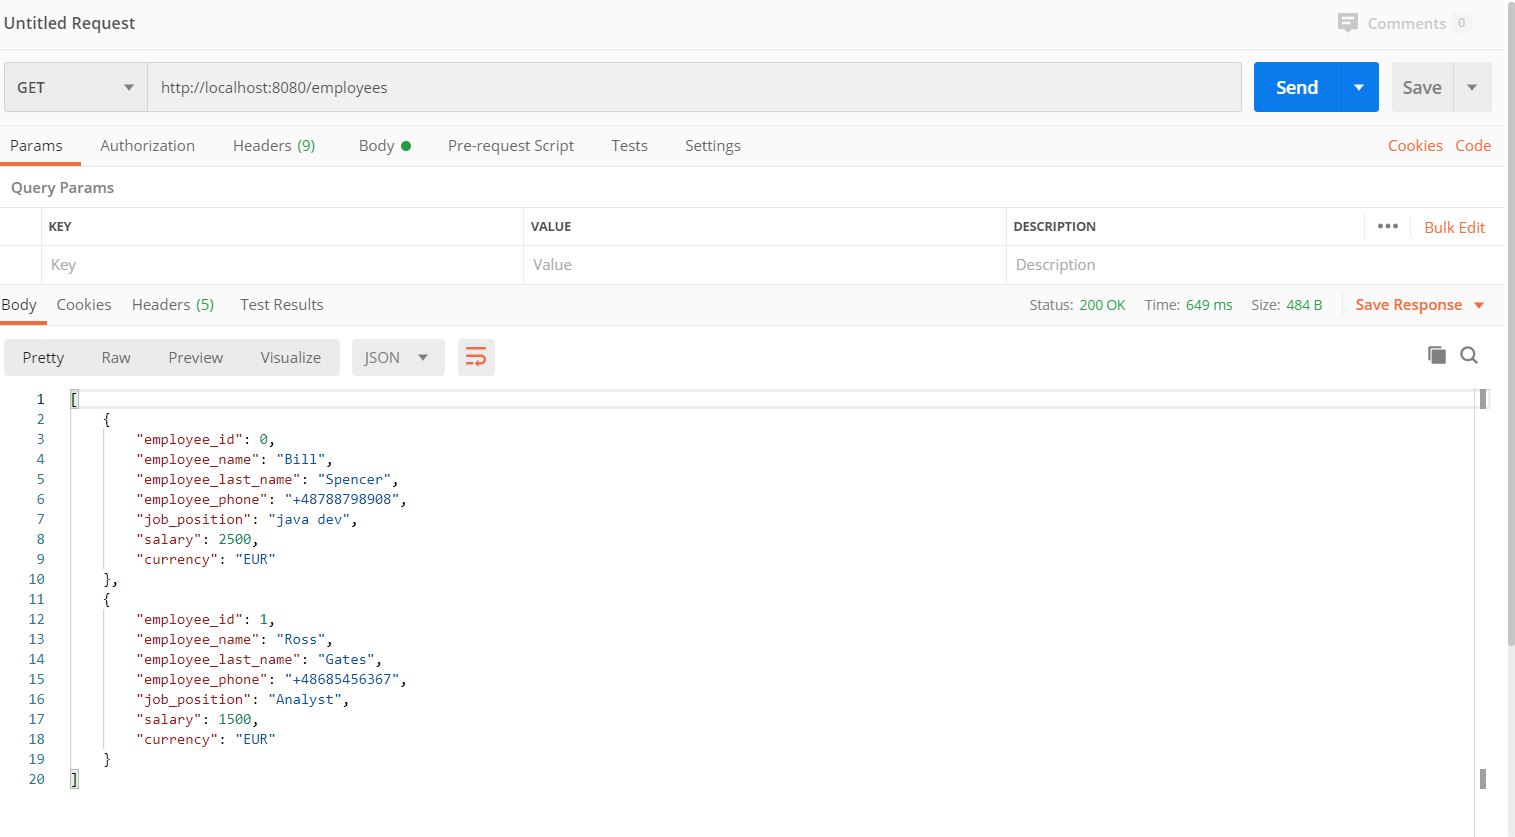 Untitled Request
Comments 0
GET http://localhost:8080/employees Send Save
Params Authorization Headers (9) Body Pre-request Script Tests Settings Cookies Code
Query Params
KEY VALUE DESCRIPTION ••• Bulk Edit
Key Value Description
Body Cookies Headers (5) Test Results Status: 200 OK Time: 649 ms Size: 484 B Save Response
Pretty Raw Preview Visualize JSON
1 [
2 {
3 "employee_id": 0,
4 "employee_name": "Bill",
5 "employee_last_name": "Spencer",
6 "employee_phone": "+48788798908",
7 "job_position": "java dev",
8 "salary": 2500,
9 "currency": "EUR"
10 },
11 {
12 "employee_id": 1,
13 "employee_name": "Ross",
14 "employee_last_name": "Gates",
15 "employee_phone": "+48685456367",
16 "job_position": "Analyst",
17 "salary": 1500,
18 "currency": "EUR"
19 }
20 ]